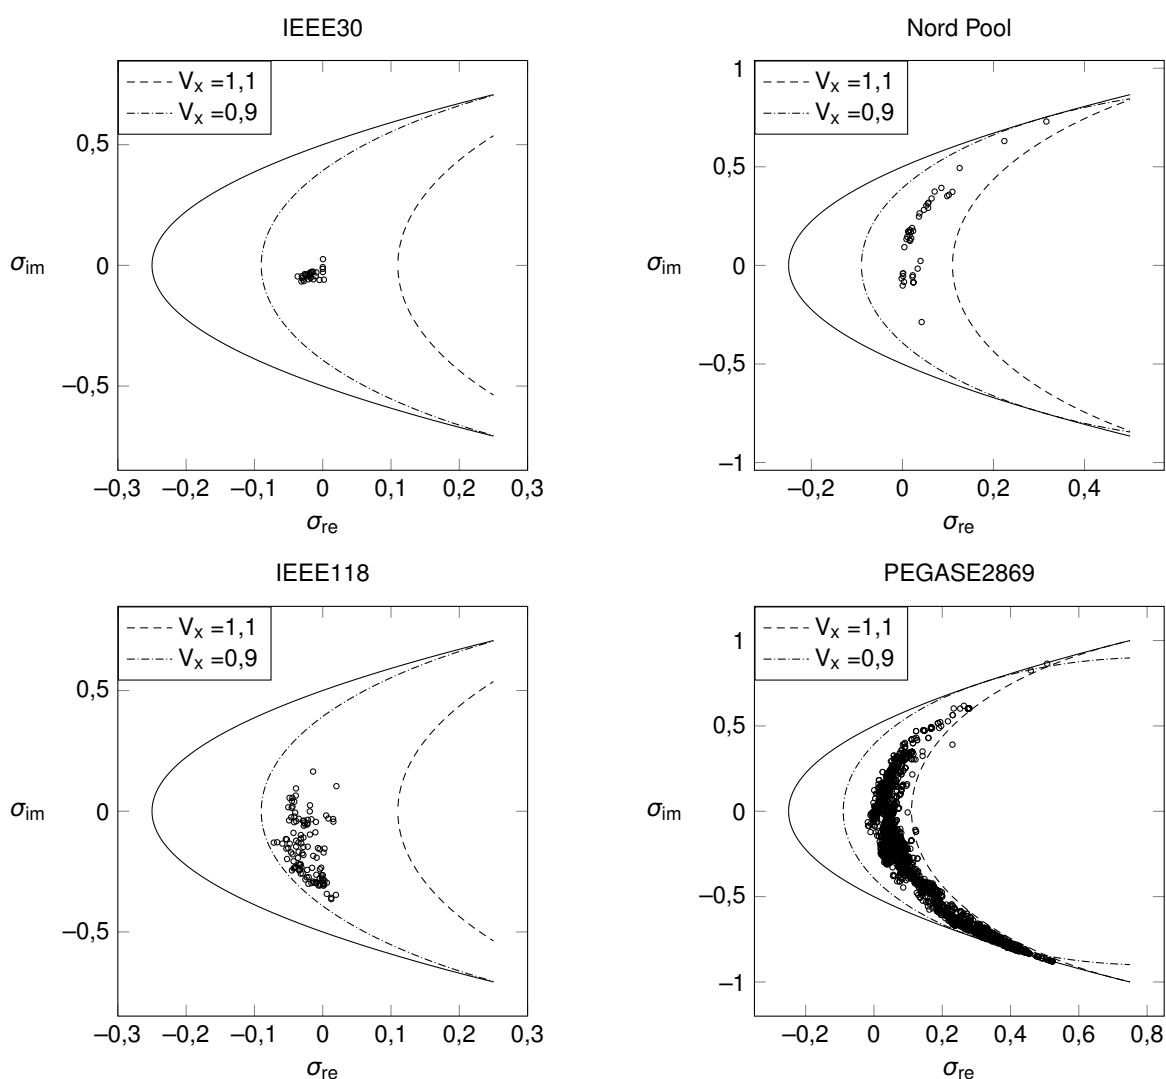 IEEE30
V_x =1,1
V_x =0,9
0,5
0
–0,5
σ_im
–0,3 –0,2 –0,1 0 0,1 0,2 0,3
σ_re
Nord Pool
V_x =1,1
V_x =0,9
1
0,5
0
–0,5
–1
σ_im
–0,2 0 0,2 0,4
σ_re
IEEE118
V_x =1,1
V_x =0,9
0,5
0
–0,5
σ_im
–0,3 –0,2 –0,1 0 0,1 0,2 0,3
σ_re
PEGASE2869
V_x =1,1
V_x =0,9
1
0,5
0
–0,5
–1
σ_im
0 0,2 0,4 0,6 0,8
σ_re